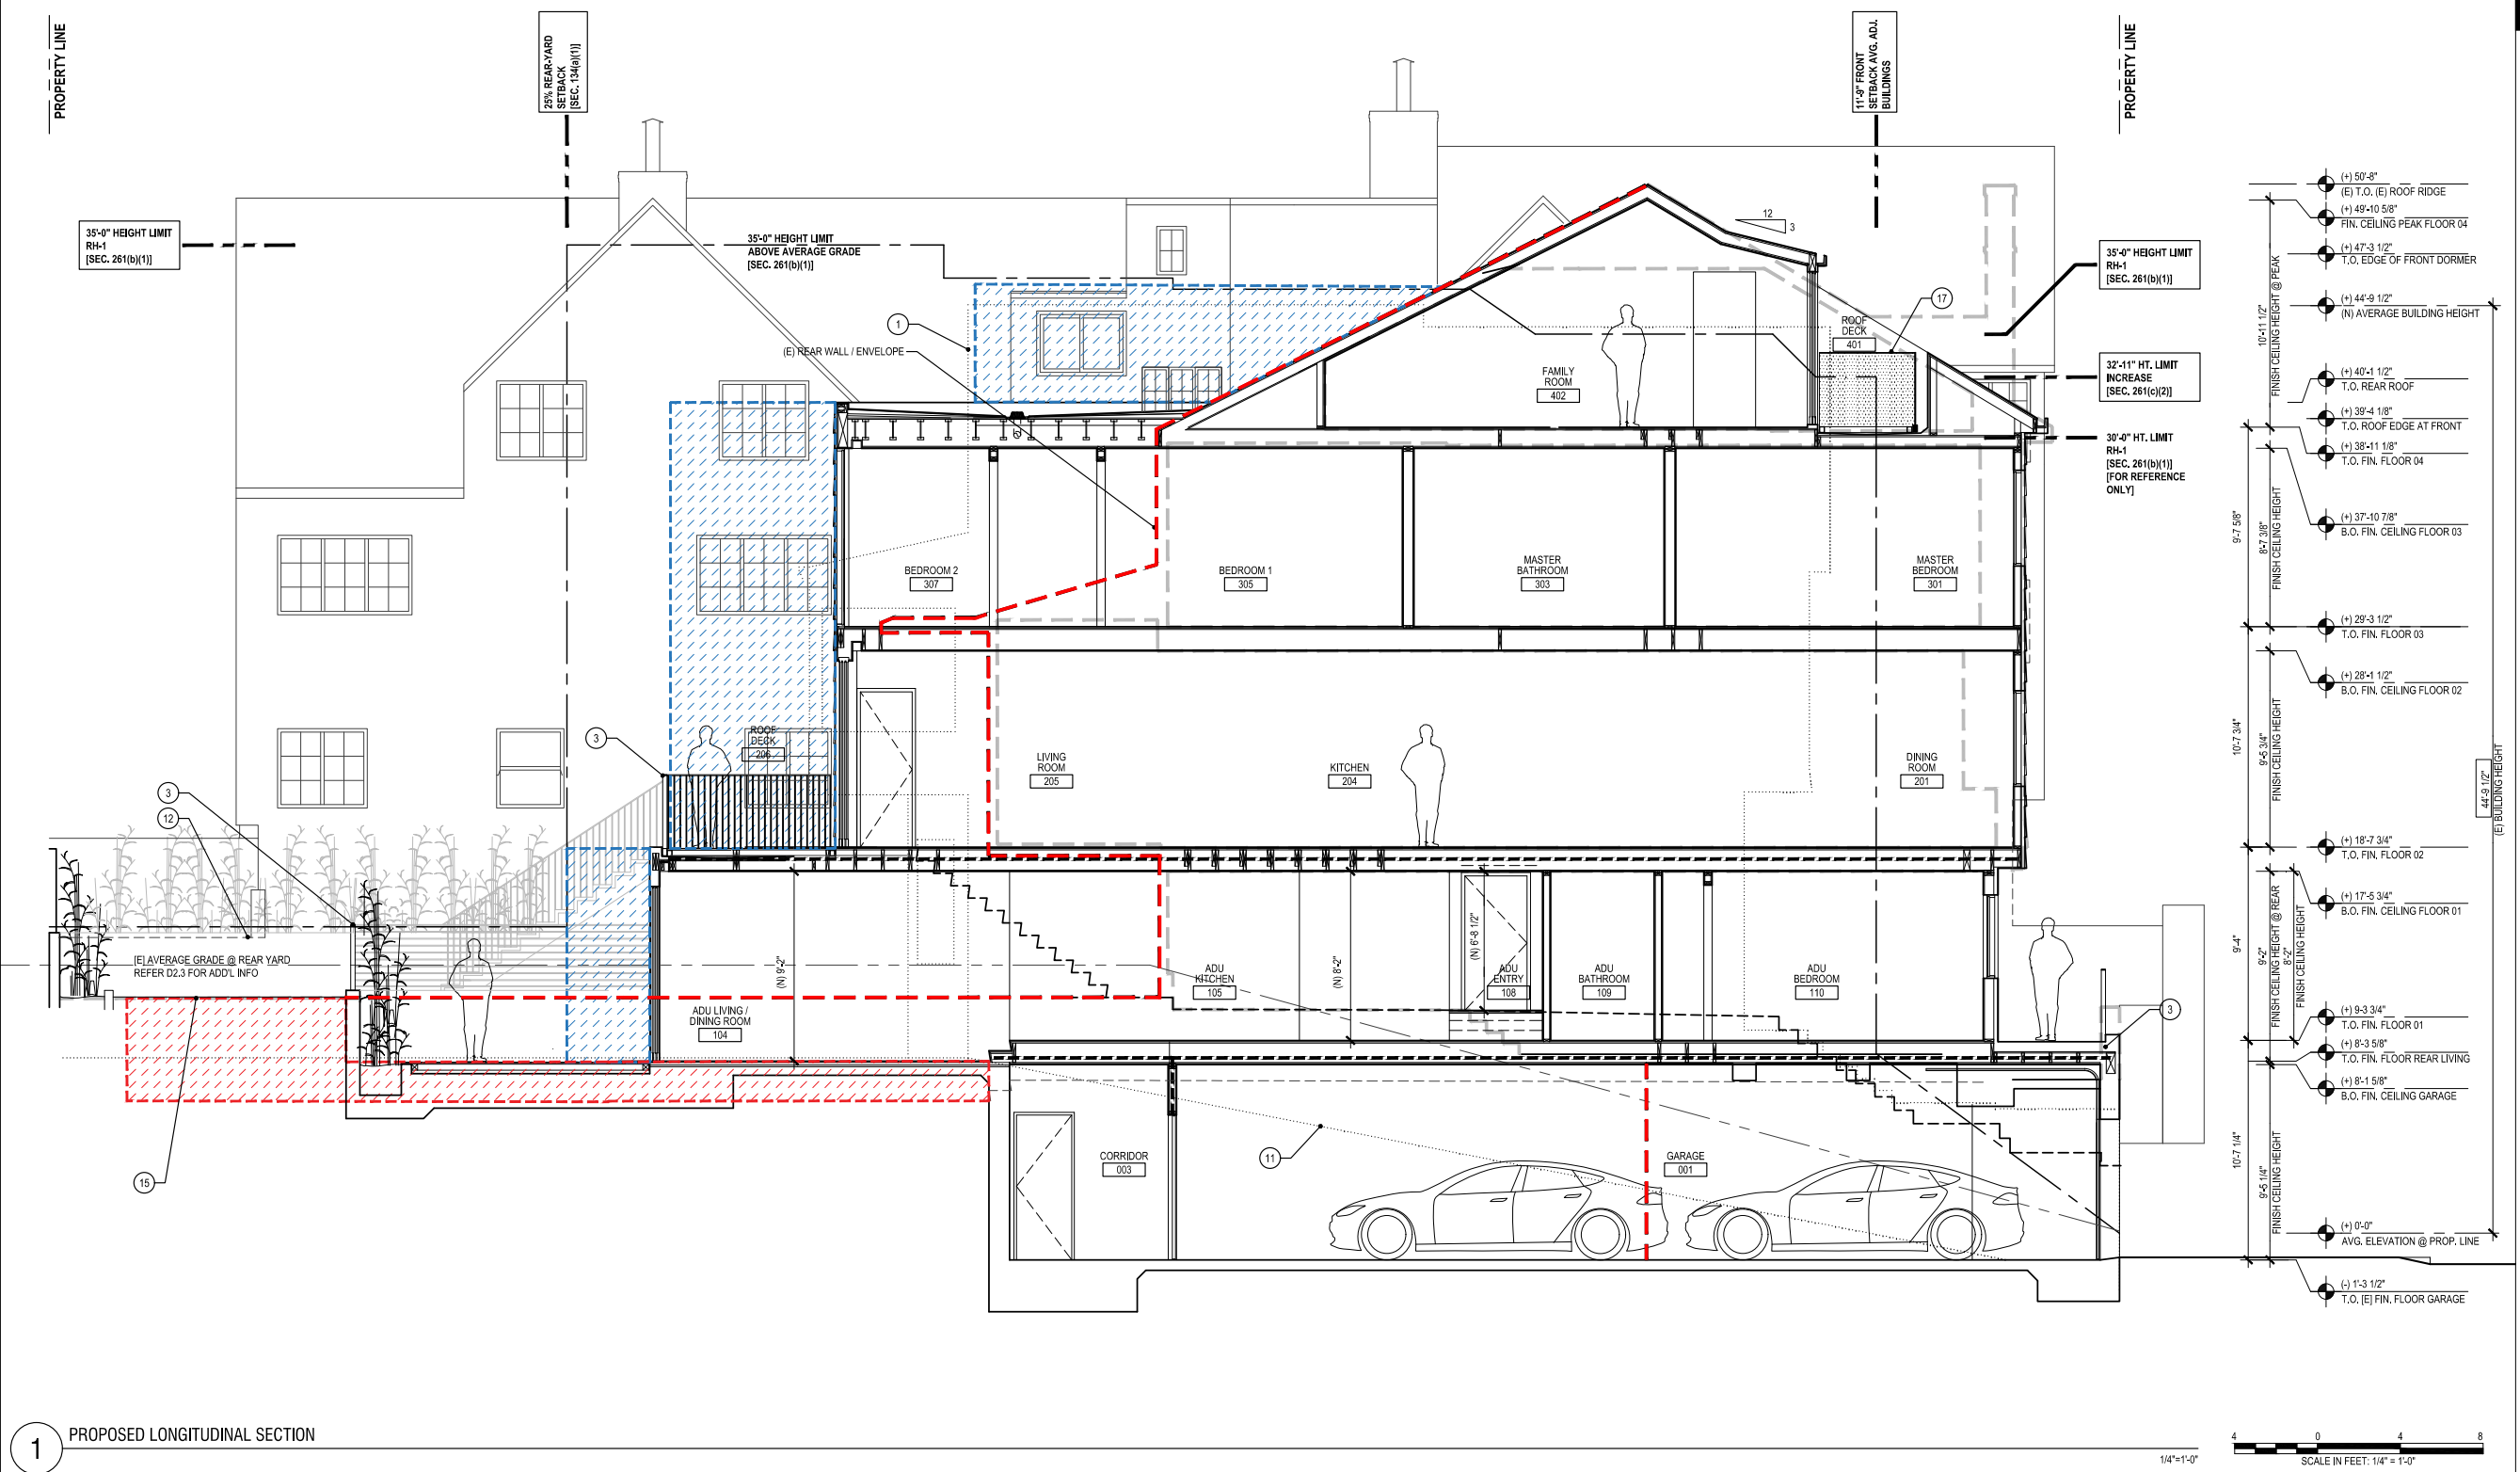 PROPERTY LINE
25% REAR-YARD
SETBACK
[SEC. 134(a)(1)]
11'-9" FRONT
SETBACK AVG. ADJ.
BUILDINGS
PROPERTY LINE
35'-0" HEIGHT LIMIT
RH-1
[SEC. 261(b)(1)]
35'-0" HEIGHT LIMIT
ABOVE AVERAGE GRADE
[SEC. 261(b)(1)]
12
3
35'-0" HEIGHT LIMIT
RH-1
[SEC. 261(b)(1)]
32'-11" HT. LIMIT
INCREASE
[SEC. 261(c)(2)]
30'-0" HT. LIMIT
RH-1
[SEC. 261(b)(1)]
[FOR REFERENCE
ONLY]
1
(E) REAR WALL / ENVELOPE
17
ROOF
DECK
401
FAMILY
ROOM
402
BEDROOM 2
307
BEDROOM 1
305
MASTER
BATHROOM
303
MASTER
BEDROOM
301
3
ROOF
DECK
206
LIVING
ROOM
205
KITCHEN
204
DINING
ROOM
201
3
12
[E] AVERAGE GRADE @ REAR YARD
REFER D2.3 FOR ADD'L INFO
(N) 9'-2"
ADU LIVING /
DINING ROOM
104
ADU
KITCHEN
105
(N) 8'-2"
(N) 6'-8 1/2"
ADU
ENTRY
108
ADU
BATHROOM
109
ADU
BEDROOM
110
3
15
11
CORRIDOR
003
GARAGE
001
(+) 50'-8"
(E) T.O. (E) ROOF RIDGE
(+) 49'-10 5/8"
FIN. CEILING PEAK FLOOR 04
(+) 47'-3 1/2"
T.O. EDGE OF FRONT DORMER
(+) 44'-9 1/2"
(N) AVERAGE BUILDING HEIGHT
(+) 40'-1 1/2"
T.O. REAR ROOF
(+) 39'-4 1/8"
T.O. ROOF EDGE AT FRONT
(+) 38'-11 1/8"
T.O. FIN. FLOOR 04
(+) 37'-10 7/8"
B.O. FIN. CEILING FLOOR 03
(+) 29'-3 1/2"
T.O. FIN. FLOOR 03
(+) 28'-1 1/2"
B.O. FIN. CEILING FLOOR 02
(+) 18'-7 3/4"
T.O. FIN. FLOOR 02
(+) 17'-5 3/4"
B.O. FIN. CEILING FLOOR 01
(+) 9'-3 3/4"
T.O. FIN. FLOOR 01
(+) 8'-3 5/8"
T.O. FIN. FLOOR REAR LIVING
(+) 8'-1 5/8"
B.O. FIN. CEILING GARAGE
(+) 0'-0"
AVG. ELEVATION @ PROP. LINE
(-) 1'-3 1/2"
T.O. [E] FIN. FLOOR GARAGE
10'-11 1/2"
FINISH CEILING HEIGHT @ PEAK
9'-7 5/8"
8'-7 3/8"
FINISH CEILING HEIGHT
10'-7 3/4"
9'-5 3/4"
FINISH CEILING HEIGHT
9'-4"
9'-2"
FINISH CEILING HEIGHT @ REAR
8'-2"
FINISH CEILING HEIGHT
10'-7 1/4"
9'-5 1/4"
FINISH CEILING HEIGHT
44'-9 1/2"
(E) BUILDING HEIGHT
1
PROPOSED LONGITUDINAL SECTION
1/4"=1'-0"
4 0 4 8
SCALE IN FEET: 1/4" = 1'-0"